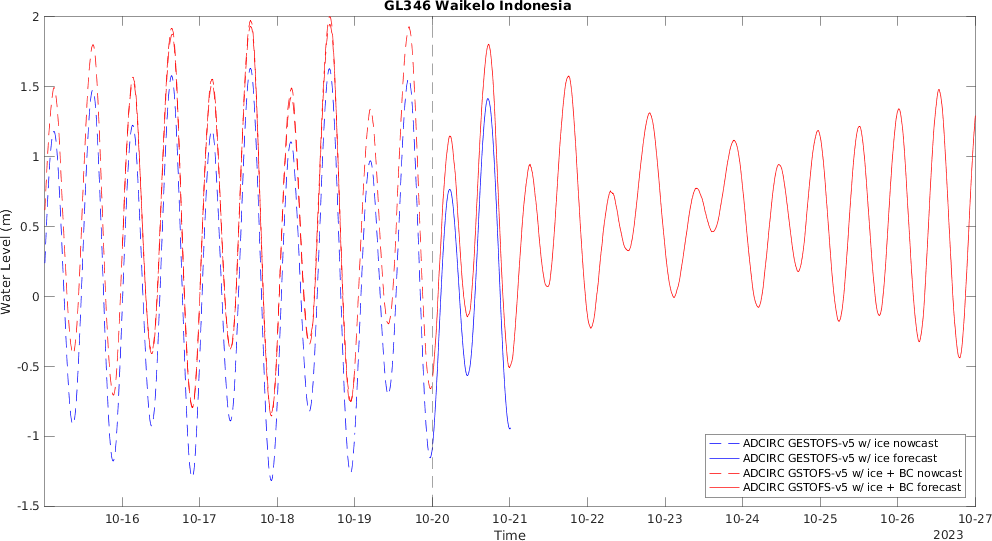 GL346 Waikelo Indonesia
2
1.5
1
0.5
0
-0.5
-1
-1.5
Water Level (m)
ADCIRC GESTOFS-v5 w/ ice nowcast
ADCIRC GESTOFS-v5 w/ ice forecast
ADCIRC GSTOFS-v5 w/ ice + BC nowcast
ADCIRC GSTOFS-v5 w/ ice + BC forecast
10-16 10-17 10-18 10-19 10-20 10-21 10-22 10-23 10-24 10-25 10-26 10-27
Time
2023